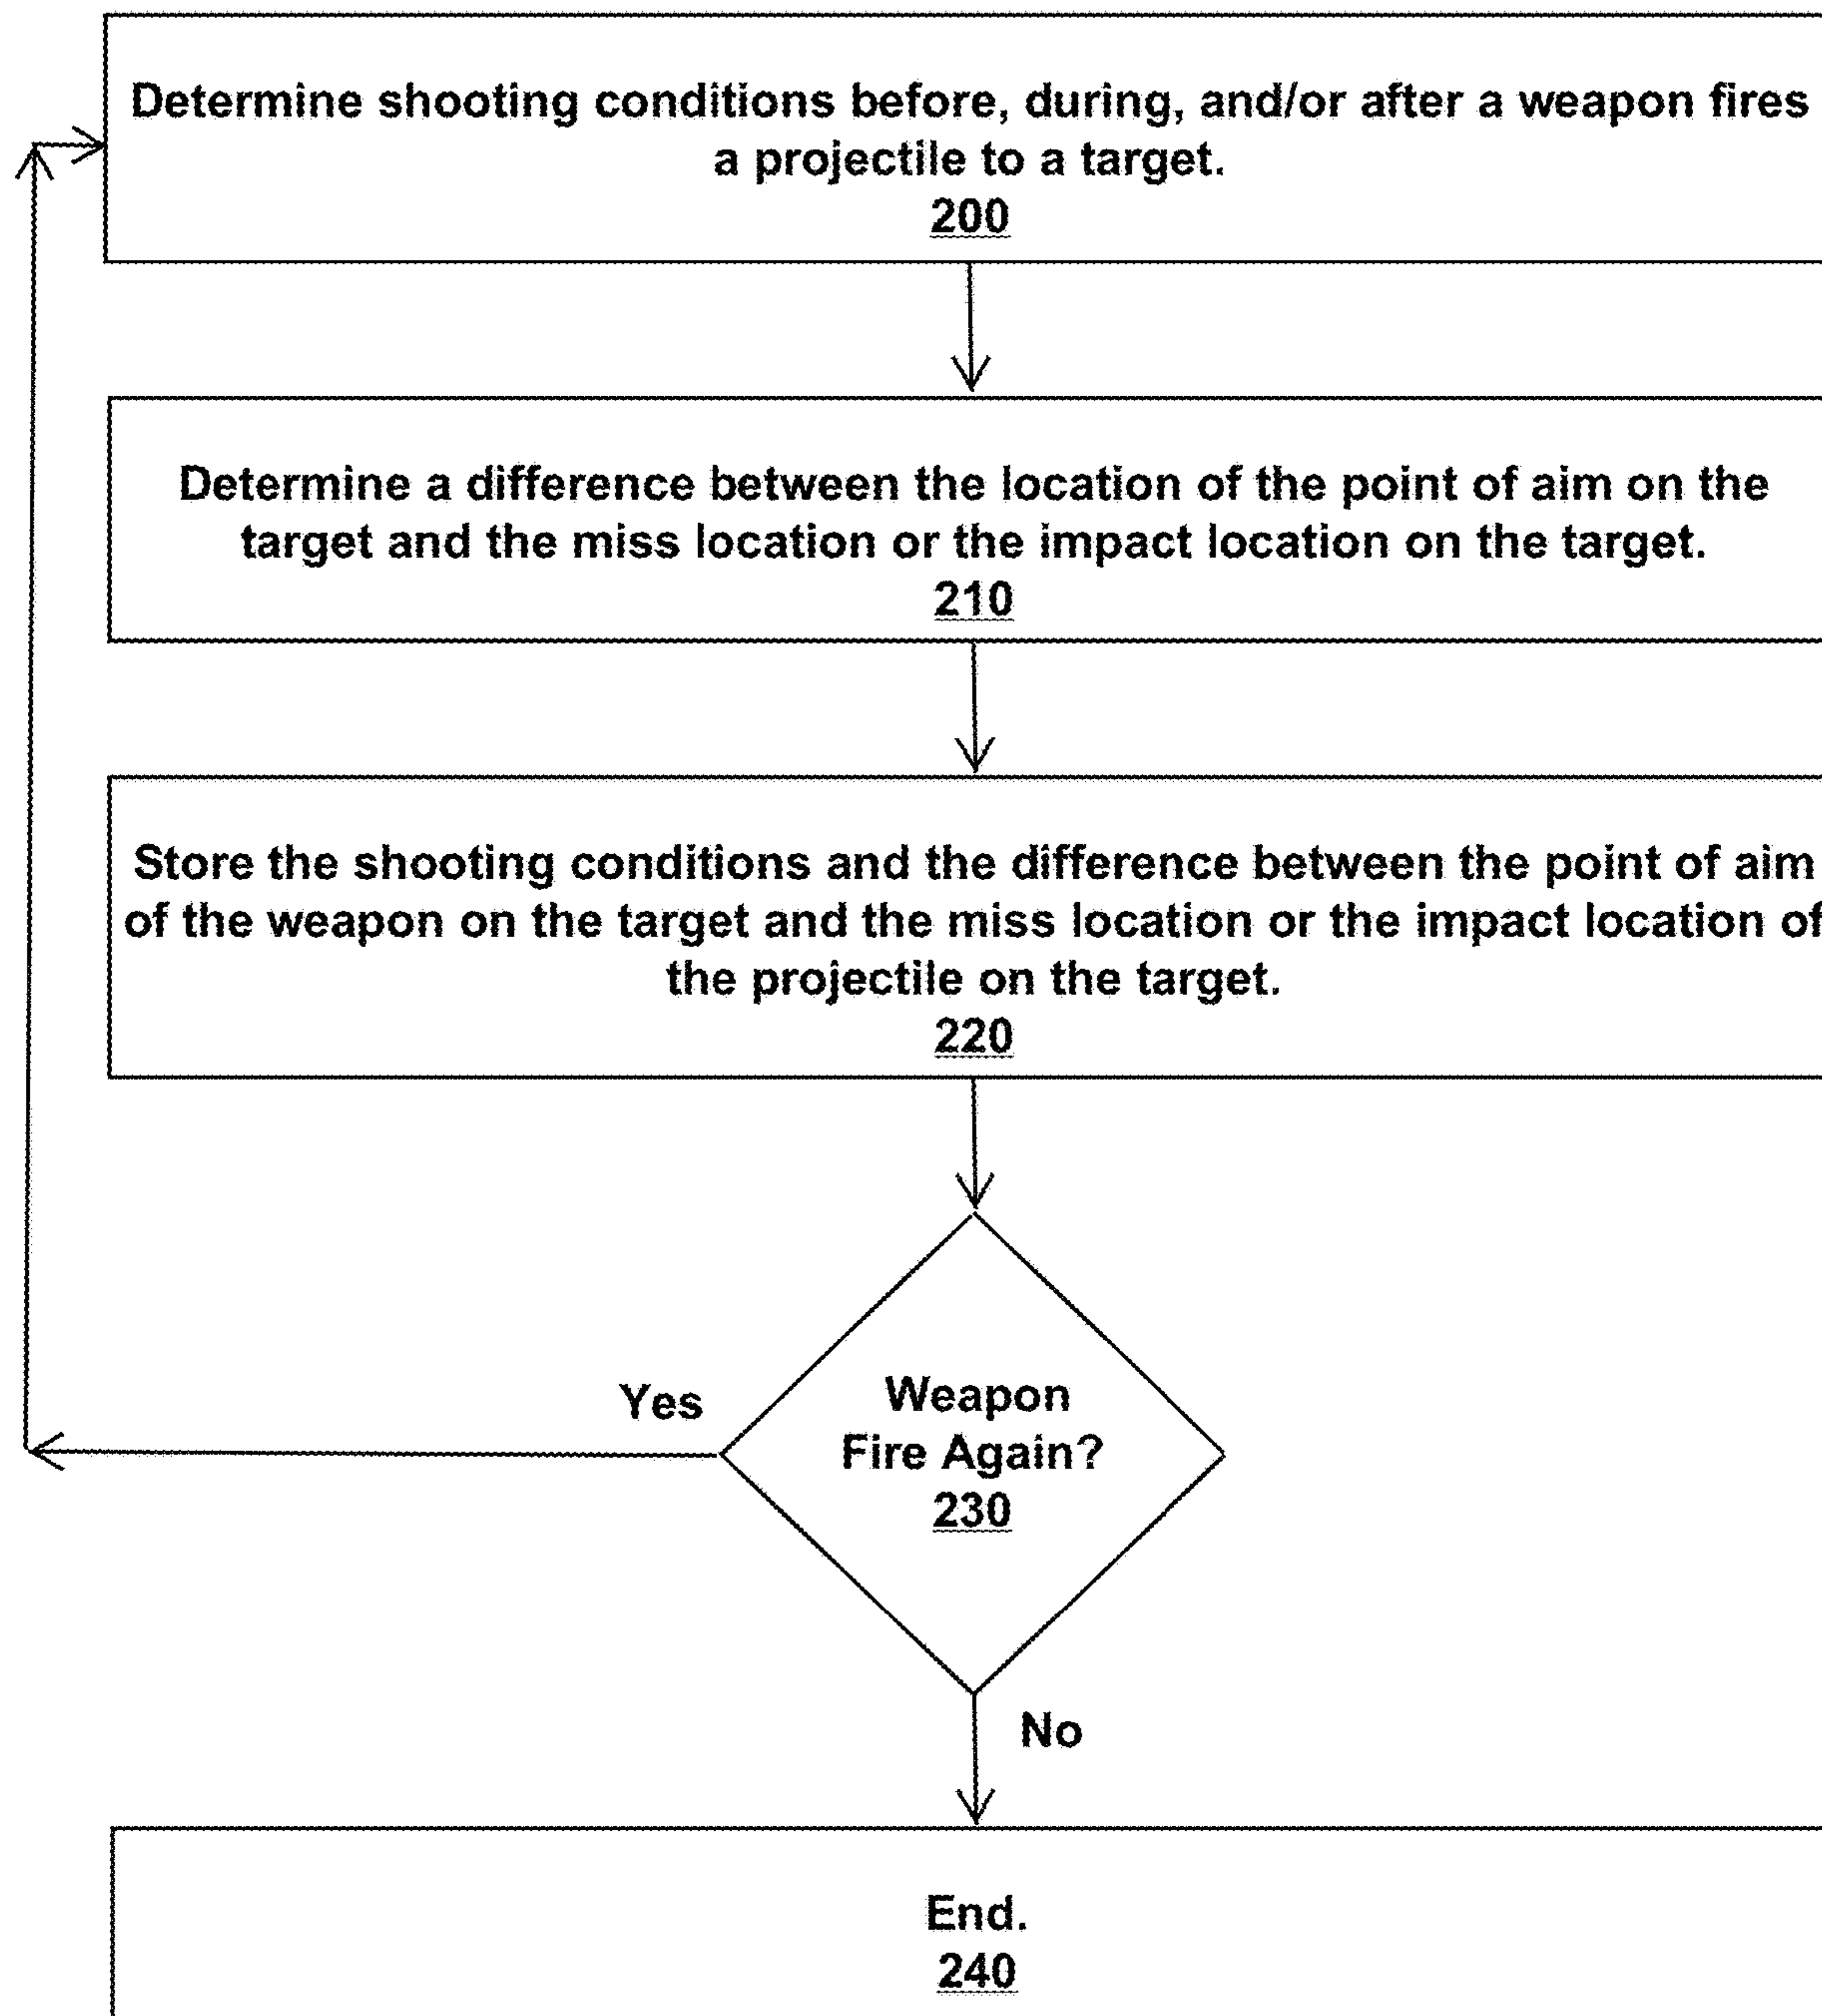 Determine shooting conditions before, during, and/or after a weapon fires
a projectile to a target.
200
Determine a difference between the location of the point of aim on the
target and the miss location or the impact location on the target.
210
Store the shooting conditions and the difference between the point of aim
of the weapon on the target and the miss location or the impact location of
the projectile on the target.
220
Weapon
Fire Again?
230
Yes
No
End.
240